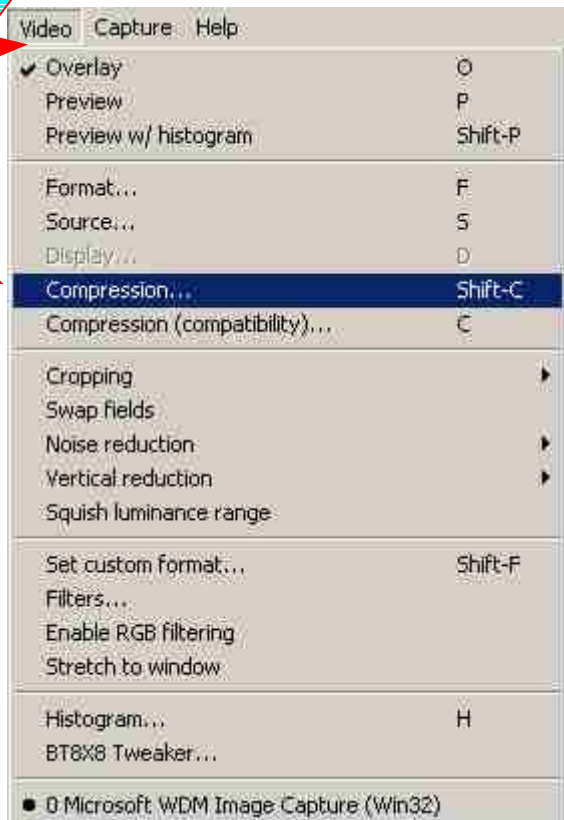 Video Capture Help
Overlay O
Preview P
Preview w/ histogram Shift-P
Format... F
Source... S
Display... D
Compression... Shift-C
Compression (compatibility)... C
Cropping
Swap fields
Noise reduction
Vertical reduction
Squish luminance range
Set custom format... Shift-F
Filters...
Enable RGB filtering
Stretch to window
Histogram... H
BT8X8 Tweaker...
0 Microsoft WDM Image Capture (Win32)